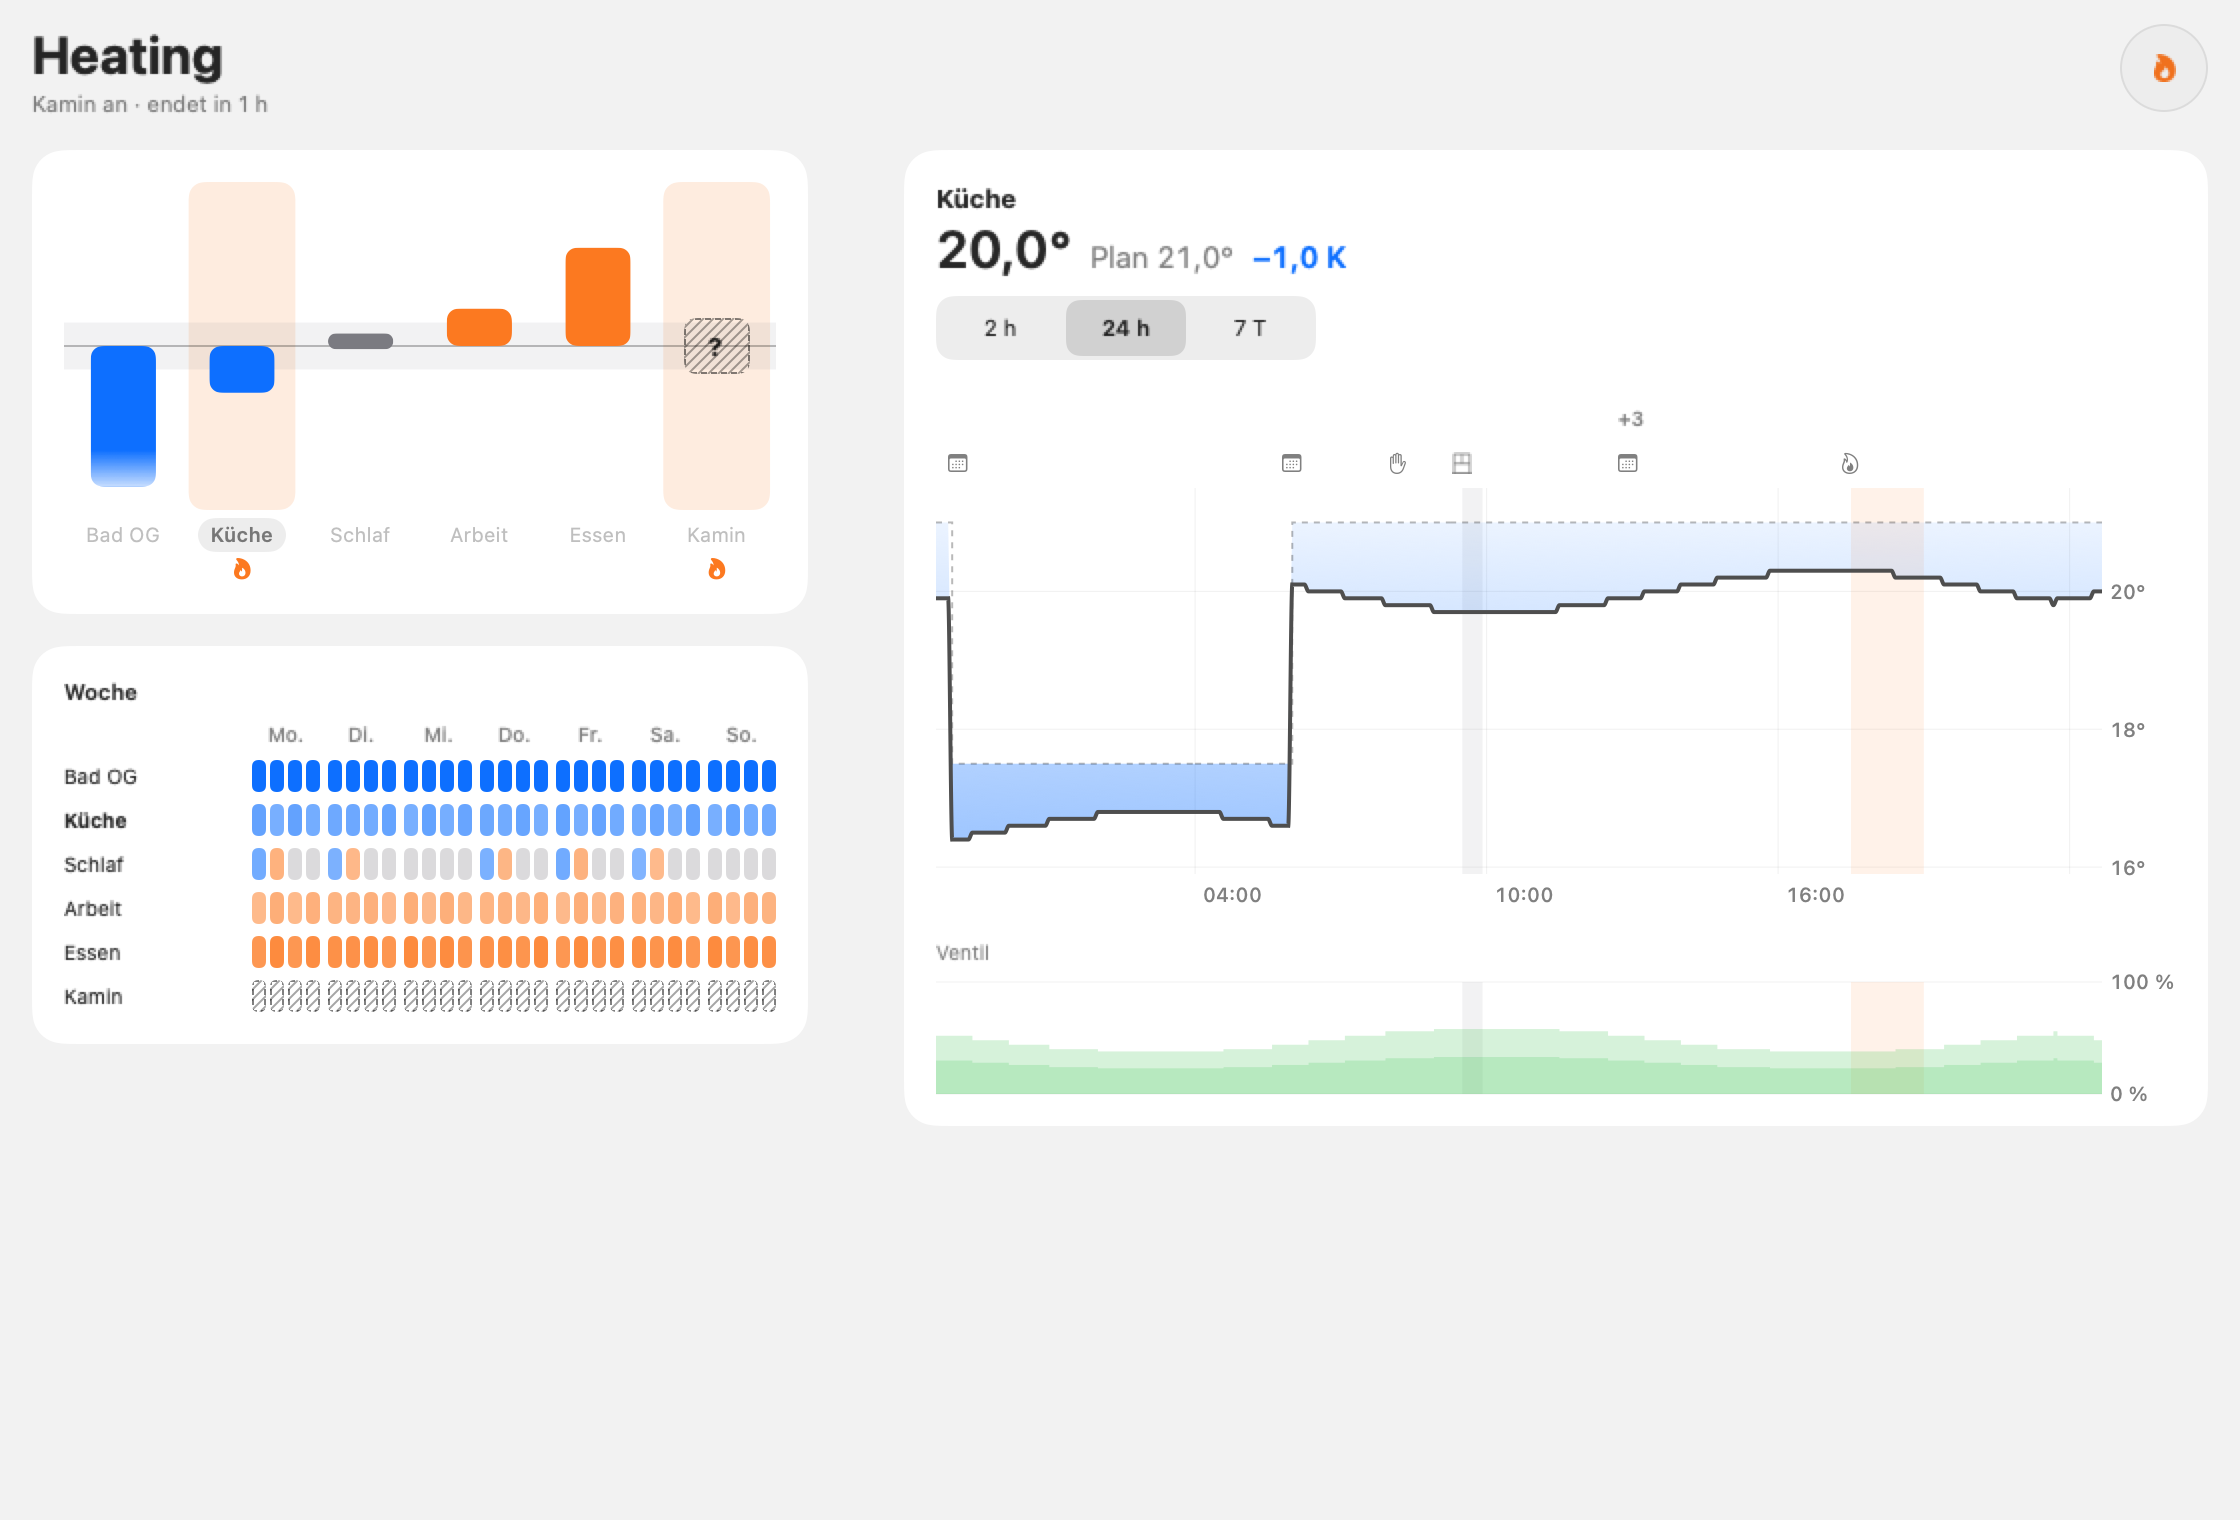 Heating
Kamin an · endet in 1 h
?
Bad OG Küche Schlaf Arbeit Essen Kamin
Woche
Mo. Di. Mi. Do. Fr. Sa. So.
Bad OG
Küche
Schlaf
Arbeit
Essen
Kamin
Küche
20,0° Plan 21,0° −1,0 K
2 h 24 h 7 T
+3
20°
18°
16°
04:00 10:00 16:00
Ventil
100 %
0 %